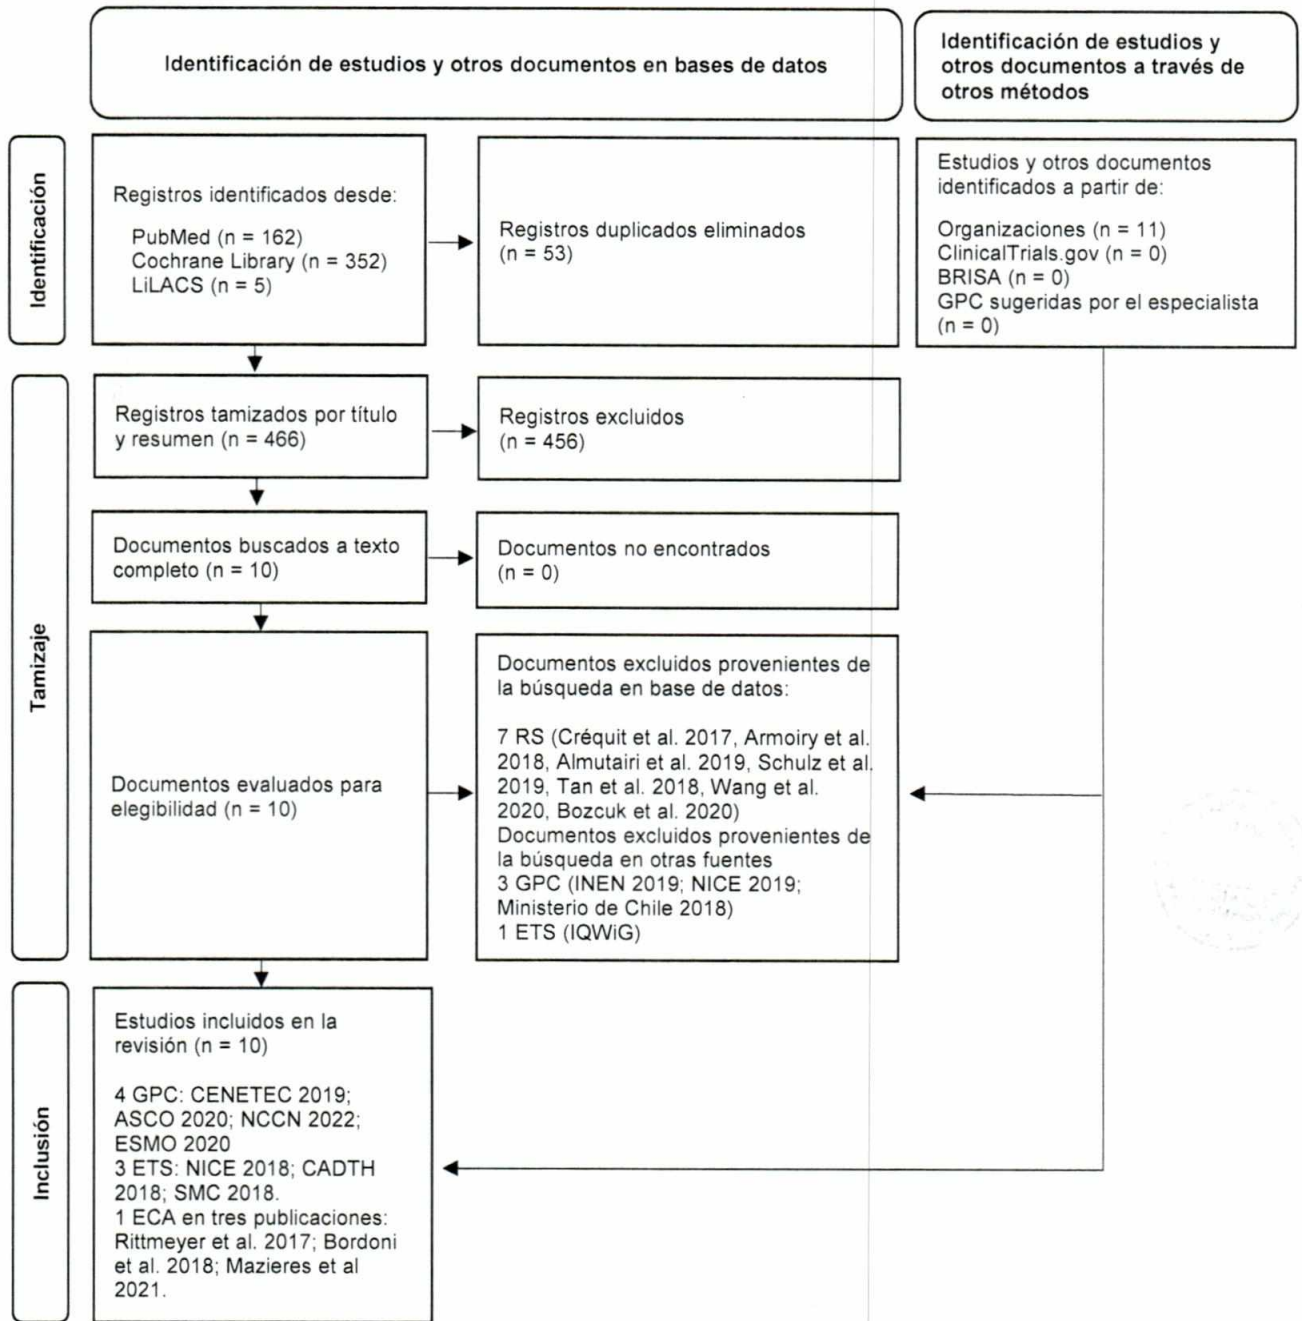 Identificación de estudios y otros documentos en bases de datos
Identificación de estudios y
otros documentos a través de
otros métodos
Identificación
Registros identificados desde:
PubMed (n = 162)
Cochrane Library (n = 352)
LiLACS (n = 5)
Registros duplicados eliminados
(n = 53)
Estudios y otros documentos
identificados a partir de:
Organizaciones (n = 11)
ClinicalTrials.gov (n = 0)
BRISA (n = 0)
GPC sugeridas por el especialista
(n = 0)
Tamizaje
Registros tamizados por título
y resumen (n = 466)
Registros excluidos
(n = 456)
Documentos buscados a texto
completo (n = 10)
Documentos no encontrados
(n = 0)
Documentos evaluados para
elegibilidad (n = 10)
Documentos excluidos provenientes de
la búsqueda en base de datos:
7 RS (Créquit et al. 2017, Armoiry et al.
2018, Almutairi et al. 2019, Schulz et al.
2019, Tan et al. 2018, Wang et al.
2020, Bozcuk et al. 2020)
Documentos excluidos provenientes de
la búsqueda en otras fuentes
3 GPC (INEN 2019; NICE 2019;
Ministerio de Chile 2018)
1 ETS (IQWiG)
Inclusión
Estudios incluidos en la
revisión (n = 10)
4 GPC: CENETEC 2019;
ASCO 2020; NCCN 2022;
ESMO 2020
3 ETS: NICE 2018; CADTH
2018; SMC 2018.
1 ECA en tres publicaciones:
Rittmeyer et al. 2017; Bordoni
et al. 2018; Mazieres et al
2021.